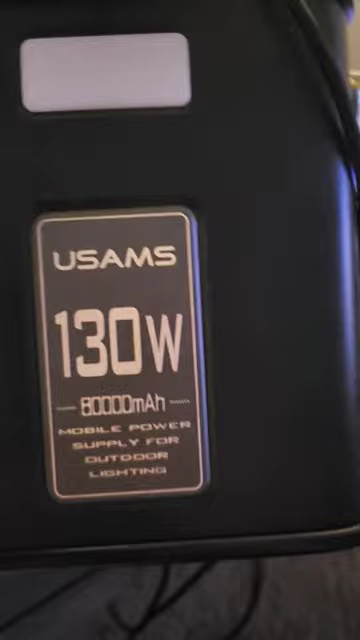 USAMS
130W
80000mAh
MOBILE POWER
SUPPLY FOR
OUTDOOR
LIGHTING